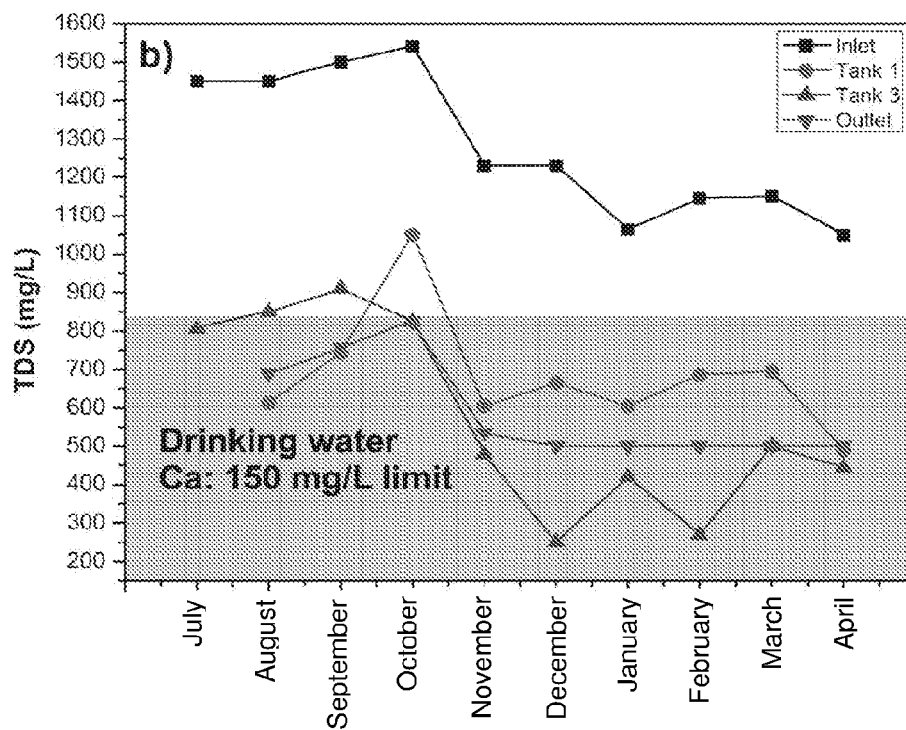 b)
Inlet
Tank 1
Tank 3
Outlet
TDS (mg/L)
1600
1500
1400
1300
1200
1100
1000
900
800
700
600
500
400
300
200
Drinking water
Ca: 150 mg/L limit
July
August
September
October
November
December
January
February
March
April